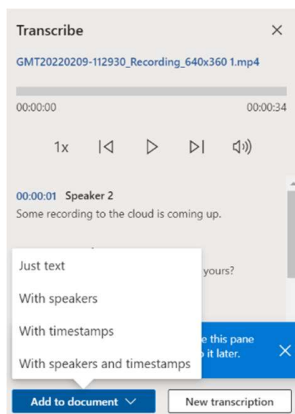 Transcribe
GMT20220209-112930_Recording_640x360 1.mp4
00:00:00 00:00:34
1x
00:00:01 Speaker 2
Some recording to the cloud is coming up.
yours?
Just text
With speakers
With timestamps
With speakers and timestamps
this pane
it later.
Add to document
New transcription